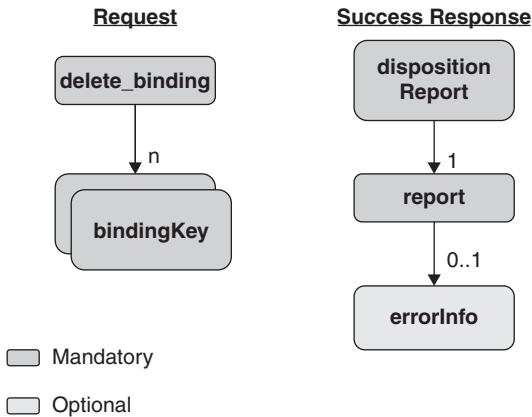 Request
delete_binding
n
bindingKey
Success Response
disposition
Report
1
report
0..1
errorInfo
Mandatory
Optional